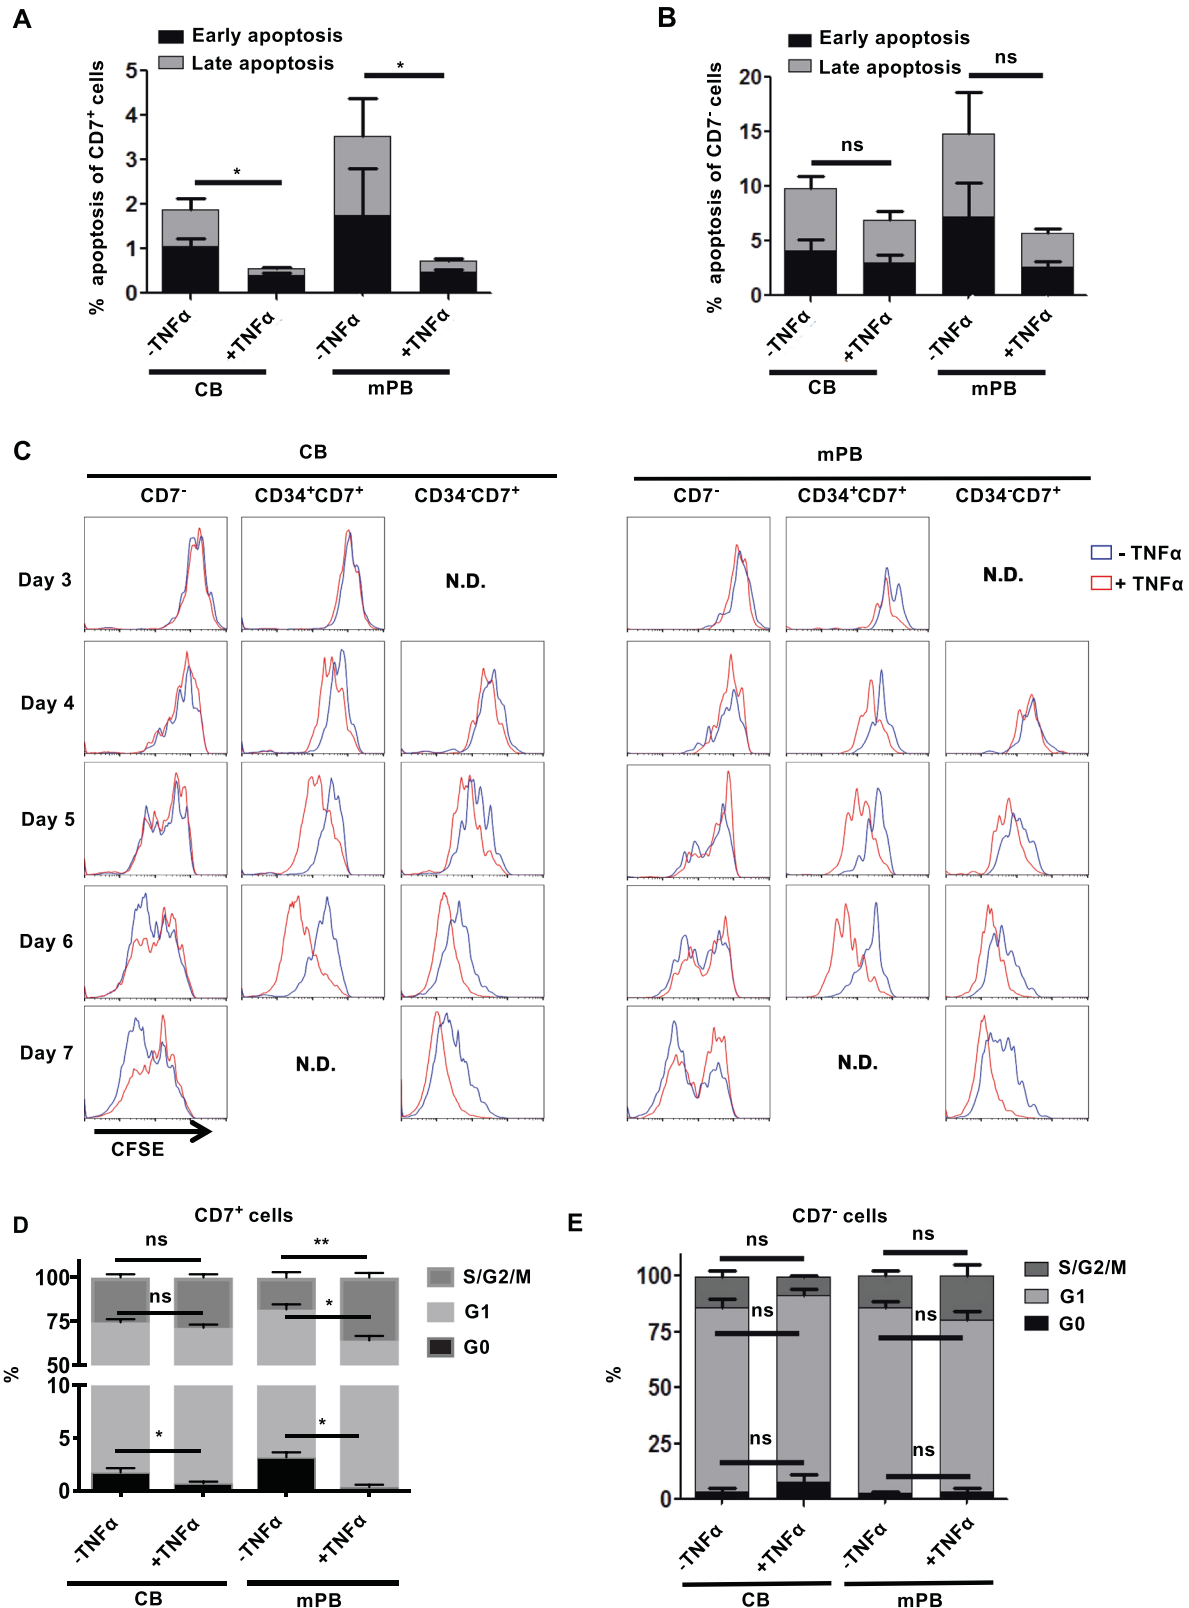 A
Early apoptosis
Late apoptosis
% apoptosis of CD7+ cells
5
4
3
2
1
0
*
*
-TNFα
+TNFα
-TNFα
+TNFα
CB
mPB
B
Early apoptosis
Late apoptosis
% apoptosis of CD7- cells
20
15
10
5
0
ns
ns
-TNFα
+TNFα
-TNFα
+TNFα
CB
mPB
C
CB
mPB
CD7-
CD34+CD7+
CD34-CD7+
CD7-
CD34+CD7+
CD34-CD7+
- TNFα
+ TNFα
Day 3
N.D.
N.D.
Day 4
Day 5
Day 6
Day 7
N.D.
N.D.
CFSE
D
CD7+ cells
ns
**
100
75
50
ns
*
S/G2/M
G1
G0
%
10
5
0
*
*
-TNFα
+TNFα
-TNFα
+TNFα
CB
mPB
E
CD7- cells
ns
ns
100
75
50
25
0
%
ns
ns
ns
ns
S/G2/M
G1
G0
-TNFα
+TNFα
-TNFα
+TNFα
CB
mPB